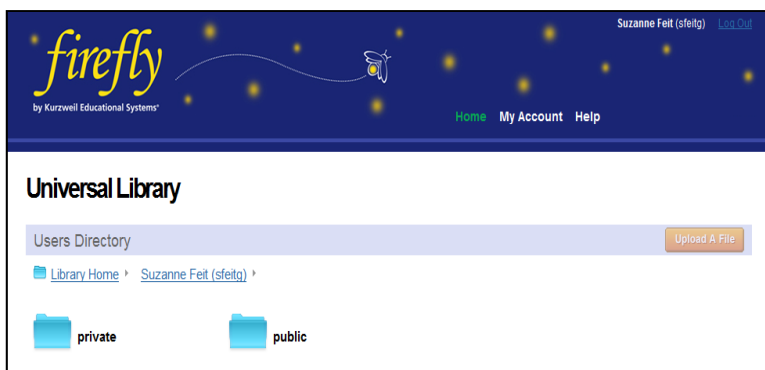 Suzanne Feit (sfeitg) Log Out
firefly
by Kurzweil Educational Systems®
Home My Account Help
Universal Library
Users Directory Upload A File
Library Home Suzanne Feit (sfeitg)
private public